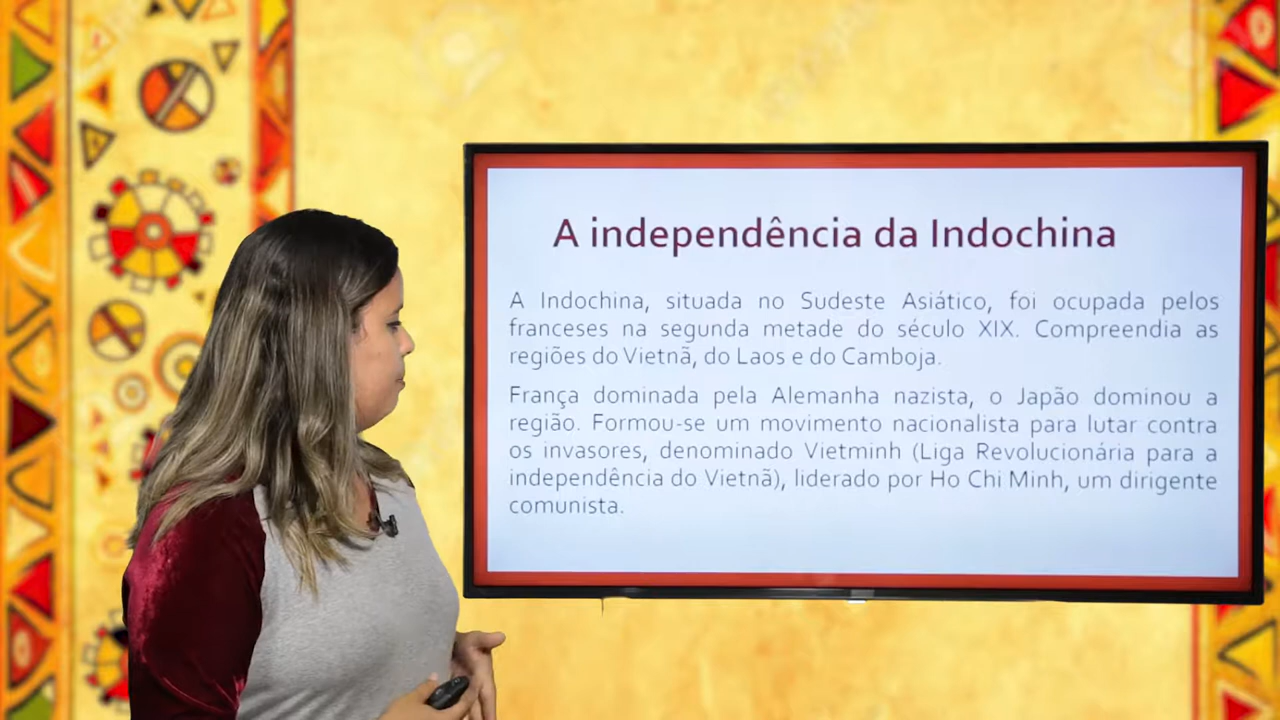 A independência da Indochina
A Indochina, situada no Sudeste Asiático, foi ocupada pelos
franceses na segunda metade do século XIX. Compreendia as
regiões do Vietnã, do Laos e do Camboja.
França dominada pela Alemanha nazista, o Japão dominou a
região. Formou-se um movimento nacionalista para lutar contra
os invasores, denominado Vietminh (Liga Revolucionária para a
independência do Vietnã), liderado por Ho Chi Minh, um dirigente
comunista.